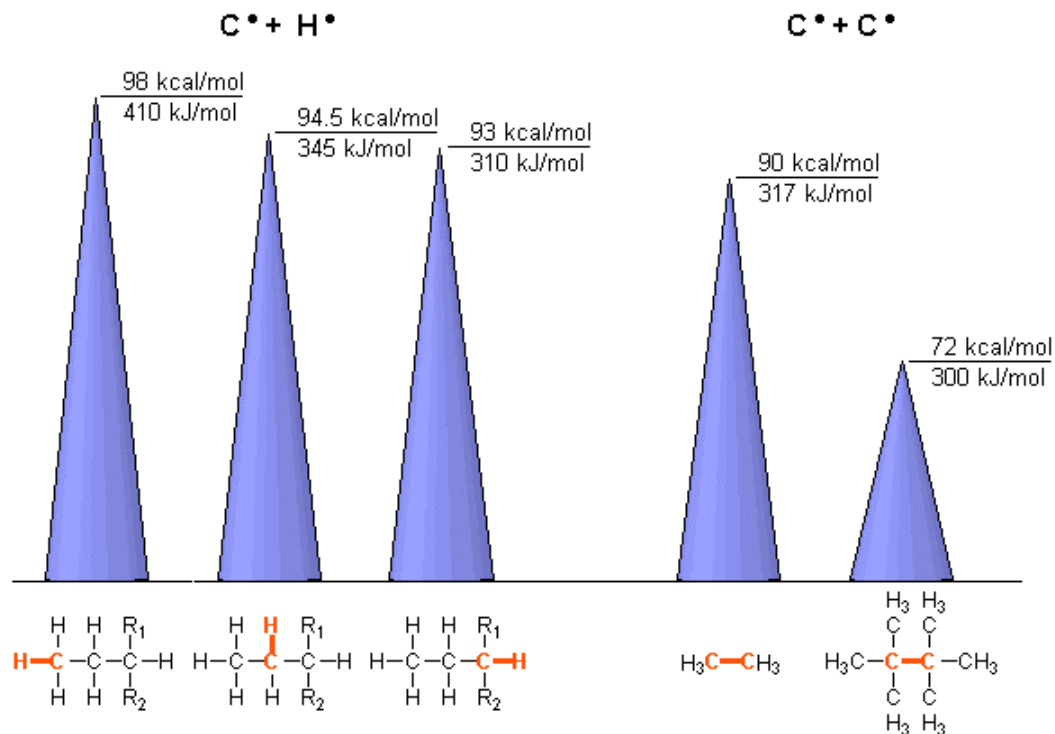 C• + H•
C• + C•
98 kcal/mol
410 kJ/mol
94.5 kcal/mol
345 kJ/mol
93 kcal/mol
310 kJ/mol
90 kcal/mol
317 kJ/mol
72 kcal/mol
300 kJ/mol
H H R₁
H C C C H
H H R₂
H H R₁
H C C C H
H H R₂
H H R₁
H C C C H
H H R₂
H₃C CH₃
H₃ H₃
C C
H₃C C C CH₃
C C
H₃ H₃